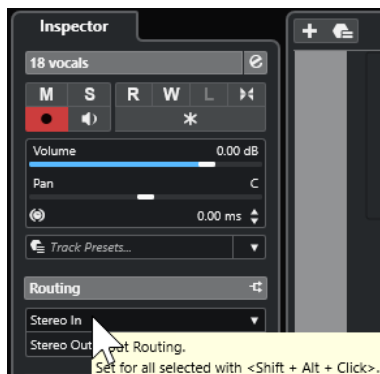 Inspector
18 vocals
M S R W L
Volume 0.00 dB
Pan C
0.00 ms
Track Presets...
Routing
Stereo In
Stereo Out
Routing.
Set for all selected with <Shift + Alt + Click>.